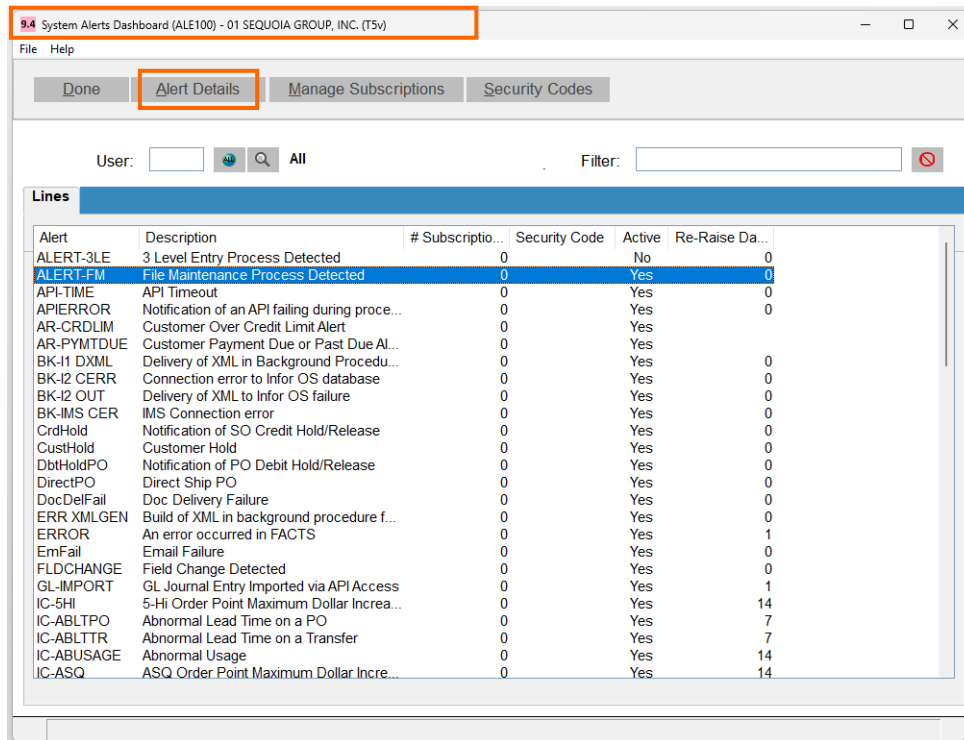 9.4 System Alerts Dashboard (ALE100) - 01 SEQUOIA GROUP, INC. (T5v)
File Help
Done Alert Details Manage Subscriptions Security Codes
User: ALL All Filter:
Lines
Alert Description # Subscriptio... Security Code Active Re-Raise Da...
ALERT-3LE 3 Level Entry Process Detected 0 No 0
ALERT-FM File Maintenance Process Detected 0 Yes 0
API-TIME API Timeout 0 Yes 0
APIERROR Notification of an API failing during proce... 0 Yes 0
AR-CRDLIM Customer Over Credit Limit Alert 0 Yes
AR-PYMTDUE Customer Payment Due or Past Due Al... 0 Yes
BK-I1 DXML Delivery of XML in Background Procedu... 0 Yes 0
BK-I2 CERR Connection error to Infor OS database 0 Yes 0
BK-I2 OUT Delivery of XML to Infor OS failure 0 Yes 0
BK-IMS CER IMS Connection error 0 Yes 0
CrdHold Notification of SO Credit Hold/Release 0 Yes 0
CustHold Customer Hold 0 Yes 0
DbtHoldPO Notification of PO Debit Hold/Release 0 Yes 0
DirectPO Direct Ship PO 0 Yes 0
DocDelFail Doc Delivery Failure 0 Yes 0
ERR XMLGEN Build of XML in background procedure f... 0 Yes 0
ERROR An error occurred in FACTS 0 Yes 1
EmFail Email Failure 0 Yes 0
FLDCHANGE Field Change Detected 0 Yes 0
GL-IMPORT GL Journal Entry Imported via API Access 0 Yes 1
IC-5HI 5-Hi Order Point Maximum Dollar Increa... 0 Yes 14
IC-ABLTPO Abnormal Lead Time on a PO 0 Yes 7
IC-ABLTTR Abnormal Lead Time on a Transfer 0 Yes 7
IC-ABUSAGE Abnormal Usage 0 Yes 14
IC-ASQ ASQ Order Point Maximum Dollar Incre... 0 Yes 14